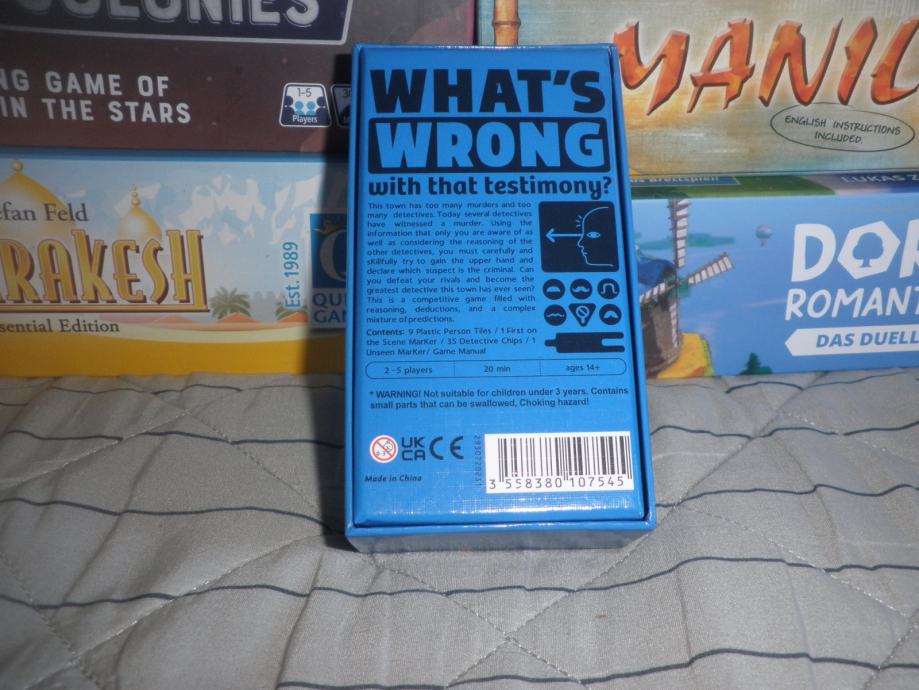 COLONIES
NG GAME OF
IN THE STARS
1-5
Players
MANIC
ENGLISH INSTRUCTIONS
INCLUDED.
efan Feld
RAKESH
ssential Edition
Est.1989
QU
GAM
LUKAS Z
DOR
ROMANT
DAS DUELL
WHAT'S
WRONG
with that testimony?
This town has too many murders and too
many detectives. Today several detectives
have witnessed a murder. Using the
information that only you are aware of as
well as considering the reasoning of the
other detectives, you must carefully and
skillfully try to gain the upper hand and
declare which suspect is the criminal. Can
you defeat your rivals and become the
greatest detective this town has ever seen?
This is a competitive game filled with
reasoning, deductions, and a complex
mixture of predictions.
Contents: 9 Plastic Person Tiles / 1 First on
the Scene MarKer / 35 Detective Chips / 1
Unseen MarKer/ Game Manual
2 -5 players
20 min
ages 14+
* WARNING! Not suitable for children under 3 years. Contains
small parts that can be swallowed, Choking hazard!
0-3
UK
CA
CE
Made in China
3 558380 107545